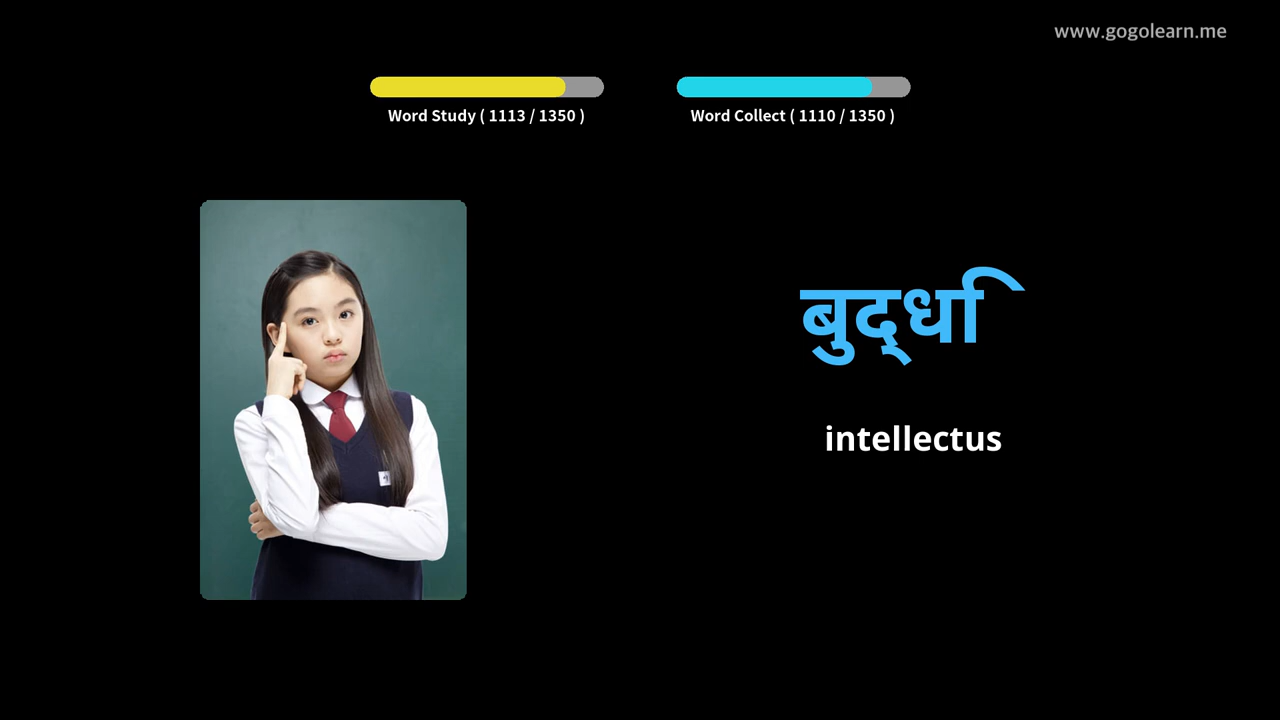 www.gogolearn.me
Word Study ( 1113 / 1350 )
Word Collect ( 1110 / 1350 )
बुद्धि
intellectus